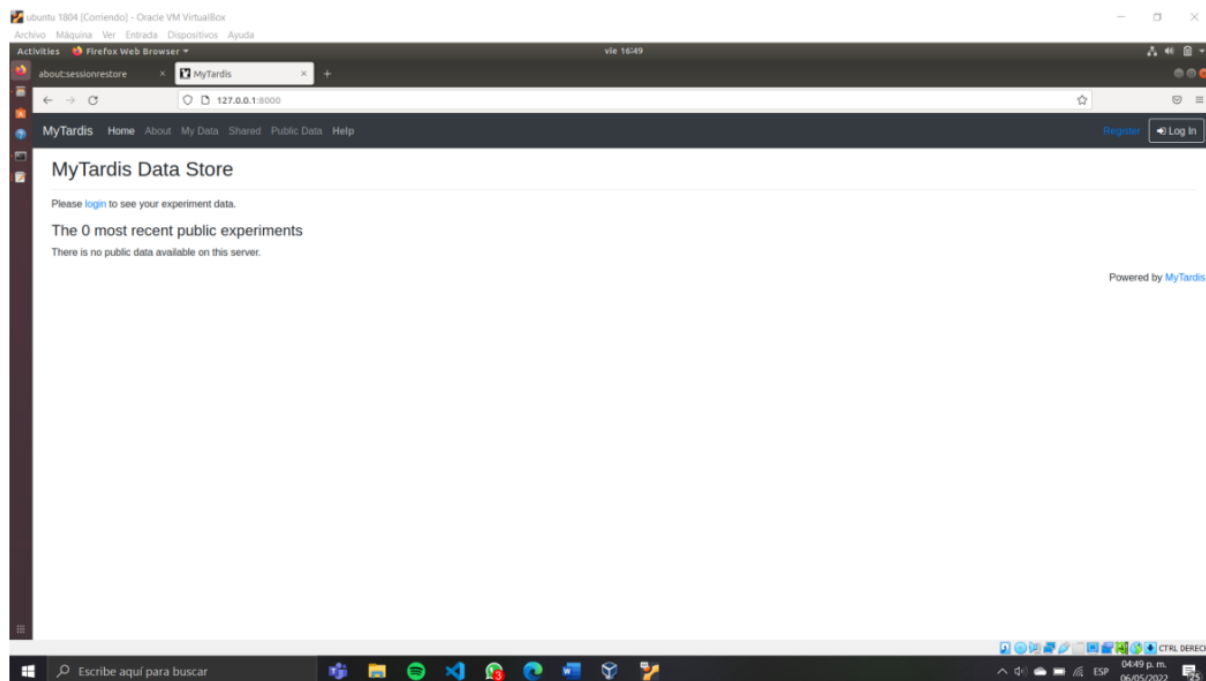 ubuntu 1804 [Corriendo] - Oracle VM VirtualBox
Archivo Máquina Ver Entrada Dispositivos Ayuda
Activities Firefox Web Browser vie 16:49
about:sessionrestore MyTardis
127.0.0.1:8000
MyTardis Home About My Data Shared Public Data Help Register Log In
MyTardis Data Store
Please login to see your experiment data.
The 0 most recent public experiments
There is no public data available on this server.
Powered by MyTardis
CTRL DERECH
Escribe aquí para buscar 3 ESP 04:49 p. m.
06/05/2022 25